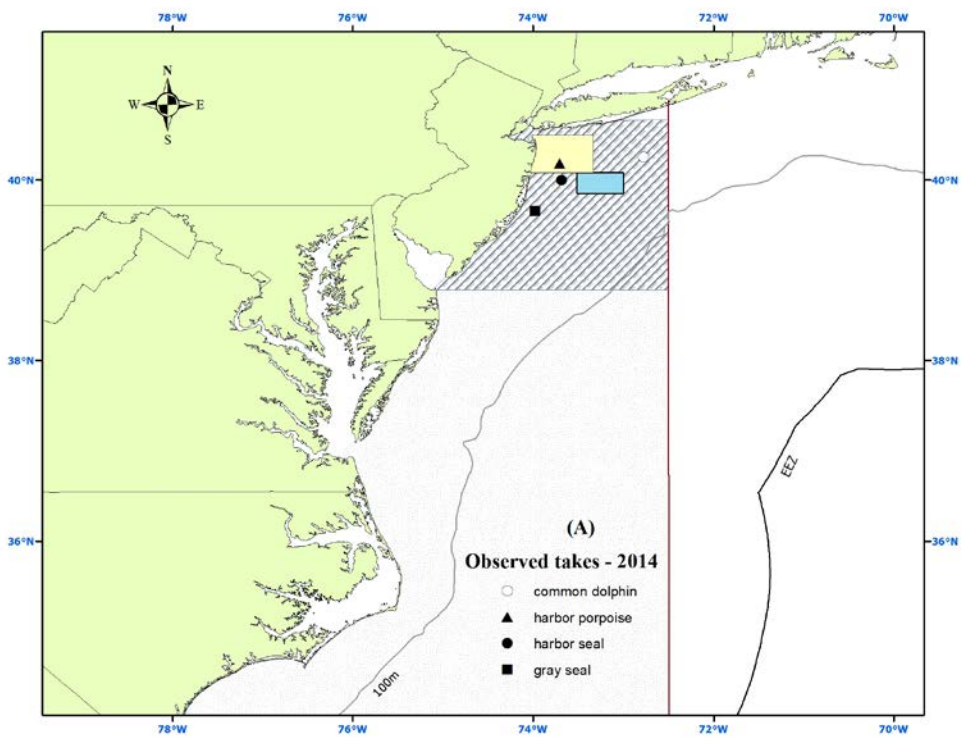 78°W 76°W 74°W 72°W 70°W
N
W E
S
40°N 40°N
38°N 38°N
EEZ
36°N 36°N
(A)
Observed takes - 2014
common dolphin
harbor porpoise
harbor seal
gray seal
100m
78°W 76°W 74°W 72°W 70°W